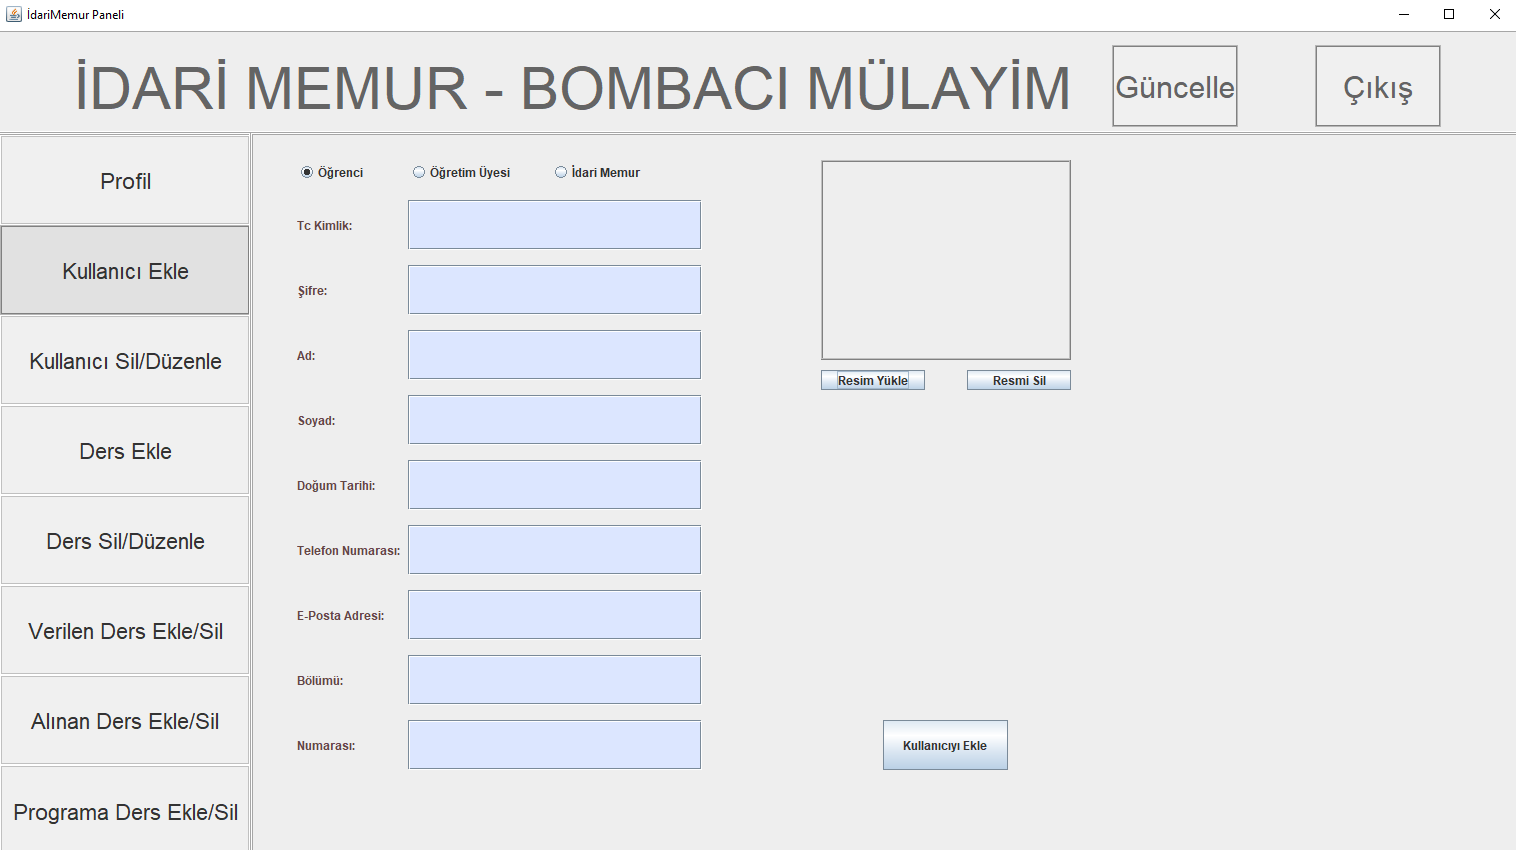 İdariMemur Paneli
İDARİ MEMUR - BOMBACI MÜLAYİM
Güncelle
Çıkış
Profil
Kullanıcı Ekle
Kullanıcı Sil/Düzenle
Ders Ekle
Ders Sil/Düzenle
Verilen Ders Ekle/Sil
Alınan Ders Ekle/Sil
Programa Ders Ekle/Sil
Öğrenci
Öğretim Üyesi
İdari Memur
Tc Kimlik:
Şifre:
Ad:
Soyad:
Doğum Tarihi:
Telefon Numarası:
E-Posta Adresi:
Bölümü:
Numarası:
Resim Yükle
Resmi Sil
Kullanıcıyı Ekle